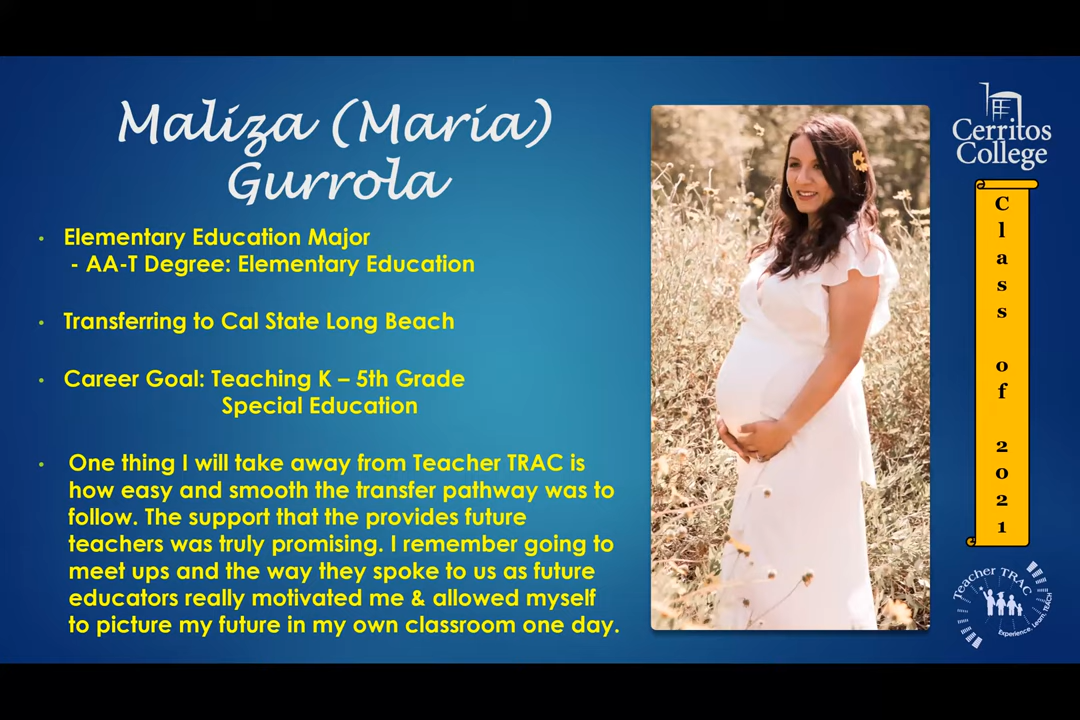 Maliza (Maria)
Gurrola
• Elementary Education Major
- AA-T Degree: Elementary Education
• Transferring to Cal State Long Beach
• Career Goal: Teaching K – 5th Grade
Special Education
• One thing I will take away from Teacher TRAC is
how easy and smooth the transfer pathway was to
follow. The support that the provides future
teachers was truly promising. I remember going to
meet ups and the way they spoke to us as future
educators really motivated me & allowed myself
to picture my future in my own classroom one day.
Cerritos
College
Class of 2021
Teacher TRAC
Experience, Learn, TEACH